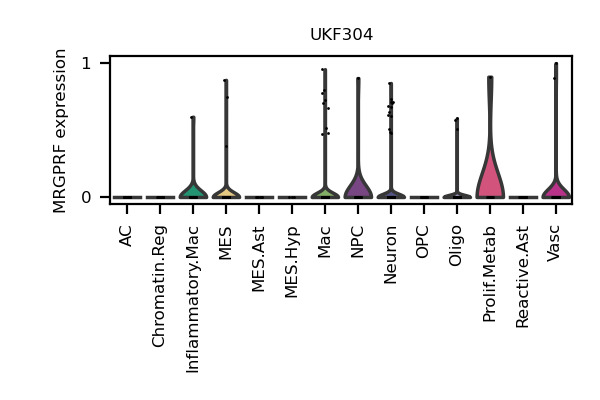 UKF304
MRGPRF expression
1
0
AC
Chromatin.Reg
Inflammatory.Mac
MES
MES.Ast
MES.Hyp
Mac
NPC
Neuron
OPC
Oligo
Prolif.Metab
Reactive.Ast
Vasc